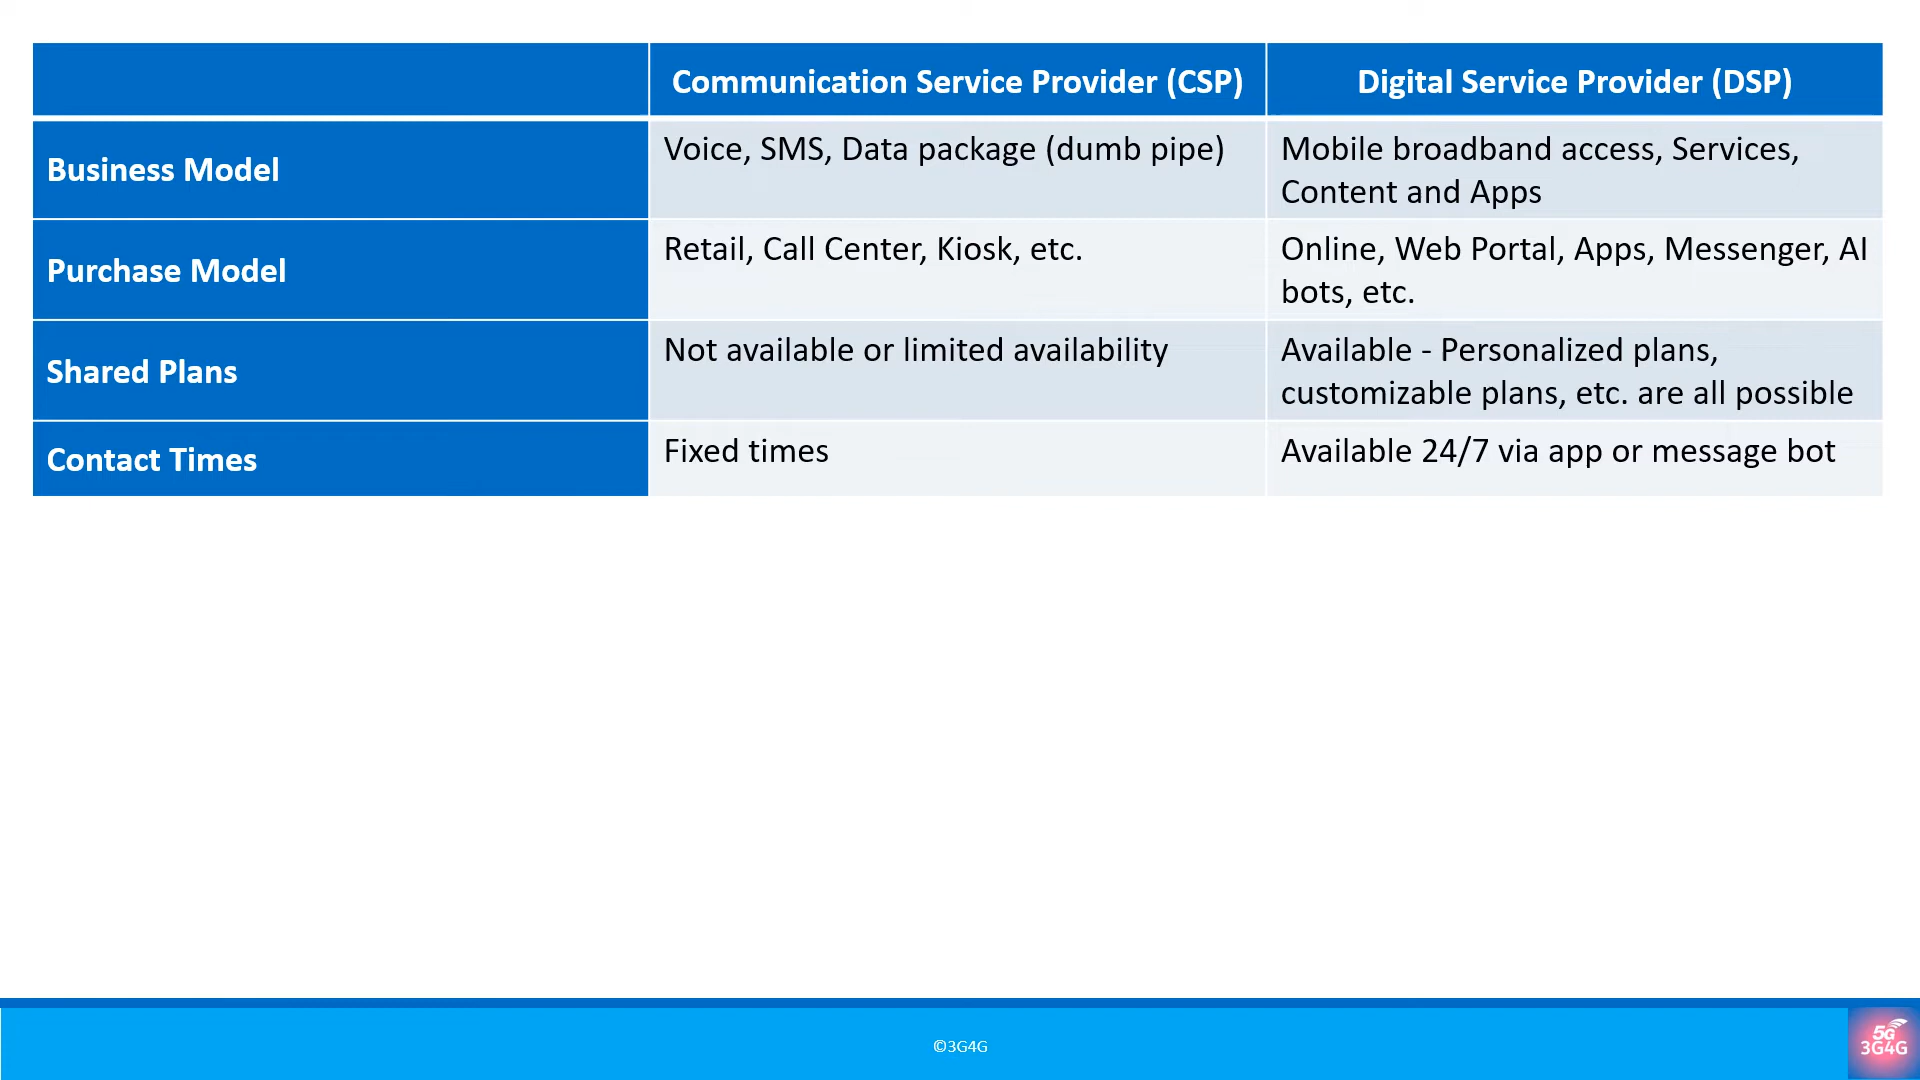 Communication Service Provider (CSP)
Digital Service Provider (DSP)
Business Model
Voice, SMS, Data package (dumb pipe)
Mobile broadband access, Services,
Content and Apps
Purchase Model
Retail, Call Center, Kiosk, etc.
Online, Web Portal, Apps, Messenger, AI
bots, etc.
Shared Plans
Not available or limited availability
Available - Personalized plans,
customizable plans, etc. are all possible
Contact Times
Fixed times
Available 24/7 via app or message bot
©3G4G
5G
3G4G